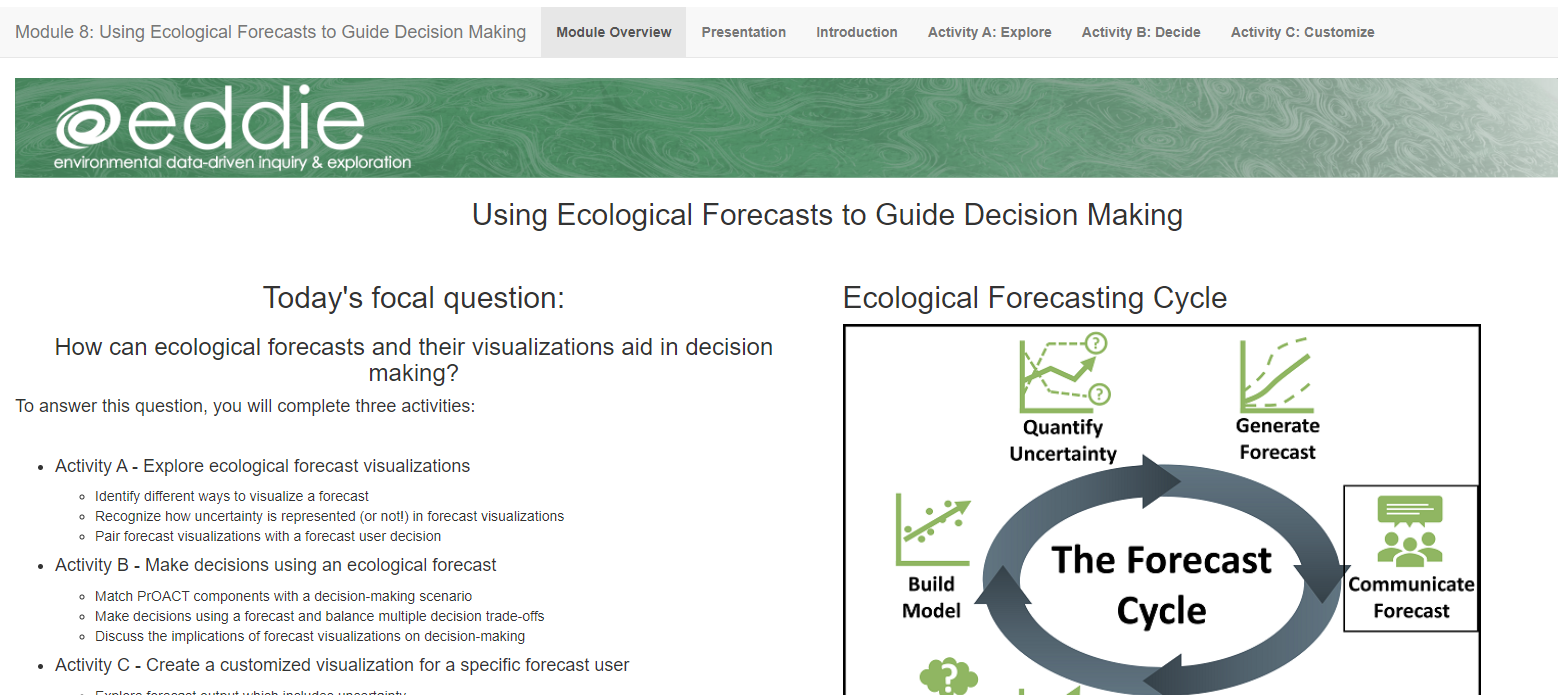 Module 8: Using Ecological Forecasts to Guide Decision Making
Module Overview
Presentation
Introduction
Activity A: Explore
Activity B: Decide
Activity C: Customize
eddie
environmental data-driven inquiry & exploration
Using Ecological Forecasts to Guide Decision Making
Today's focal question:
How can ecological forecasts and their visualizations aid in decision
making?
To answer this question, you will complete three activities:
Activity A - Explore ecological forecast visualizations
Identify different ways to visualize a forecast
Recognize how uncertainty is represented (or not!) in forecast visualizations
Pair forecast visualizations with a forecast user decision
Activity B - Make decisions using an ecological forecast
Match PrOACT components with a decision-making scenario
Make decisions using a forecast and balance multiple decision trade-offs
Discuss the implications of forecast visualizations on decision-making
Activity C - Create a customized visualization for a specific forecast user
Explore forecast output which includes uncertainty
Ecological Forecasting Cycle
?
?
Quantify
Uncertainty
Generate
Forecast
Build
Model
The Forecast
Cycle
Communicate
Forecast
?